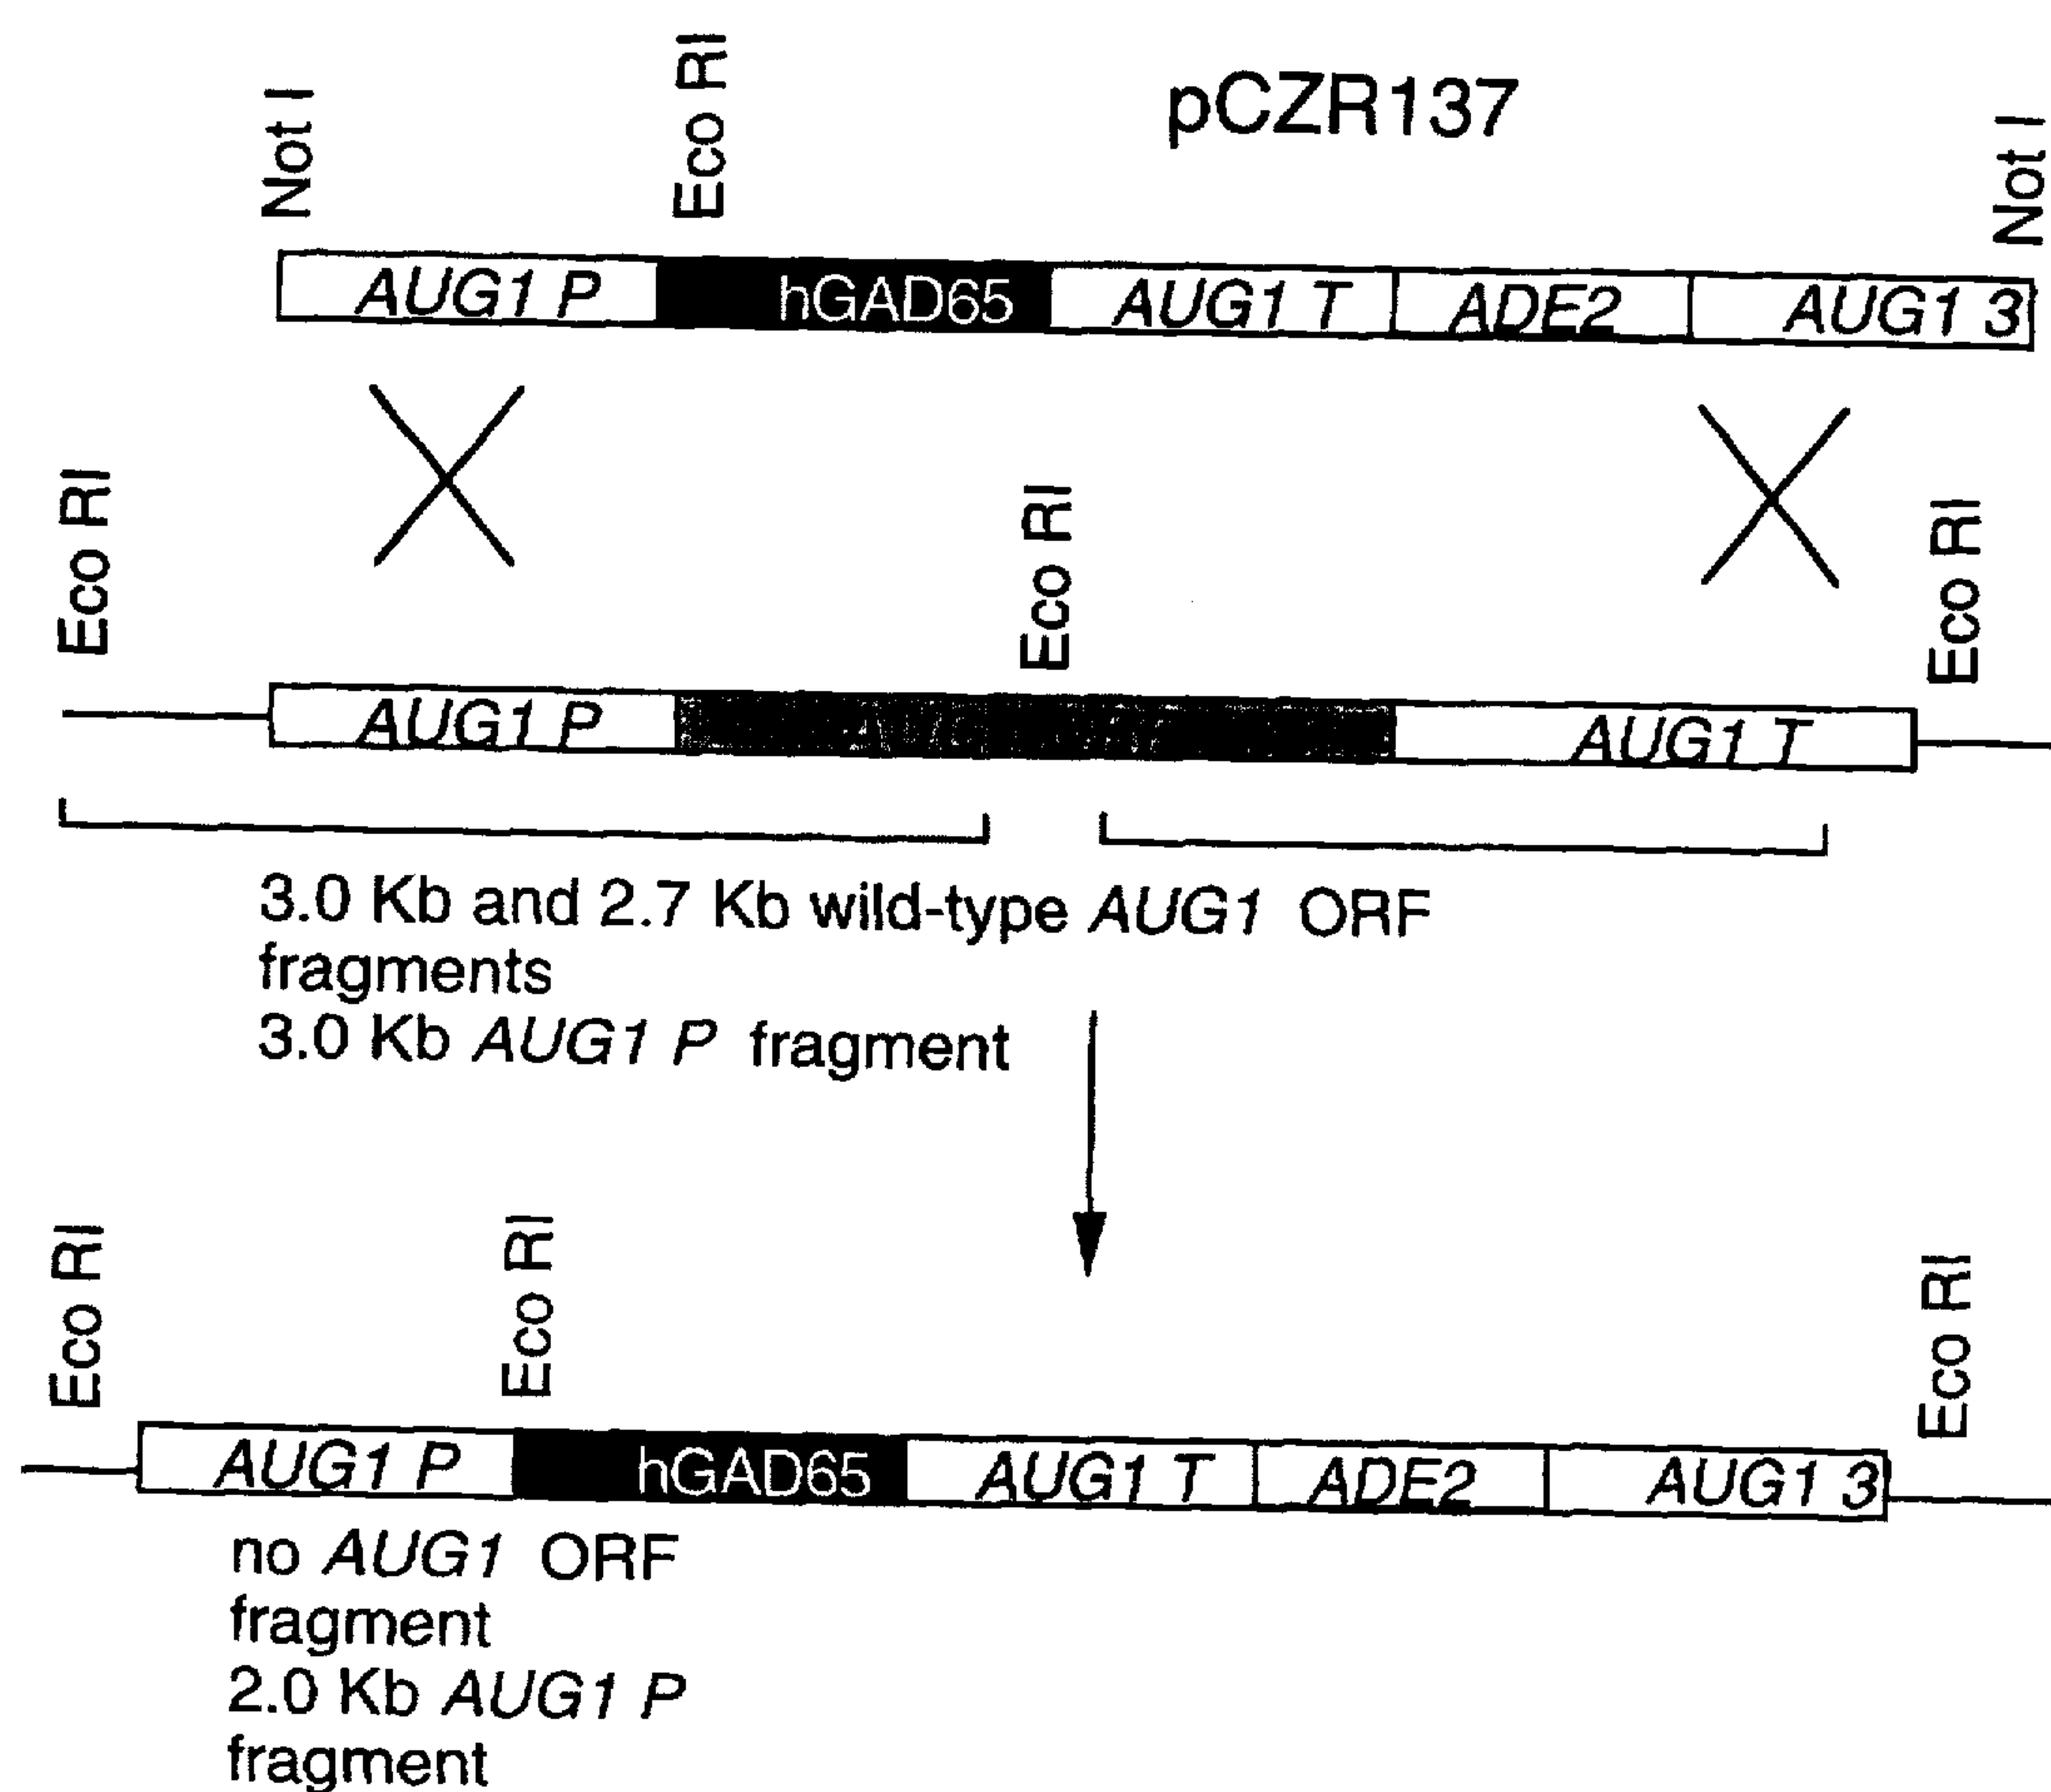 pCZR137
Not I
Eco RI
Not I
AUG1 P
hGAD65
AUG1 T
ADE2
AUG1 3
Eco RI
Eco RI
Eco RI
AUG1 P
AUG1 T
3.0 Kb and 2.7 Kb wild-type AUG1 ORF
fragments
3.0 Kb AUG1 P fragment
Eco RI
Eco RI
Eco RI
AUG1 P
hGAD65
AUG1 T
ADE2
AUG1 3
no AUG1 ORF
fragment
2.0 Kb AUG1 P
fragment